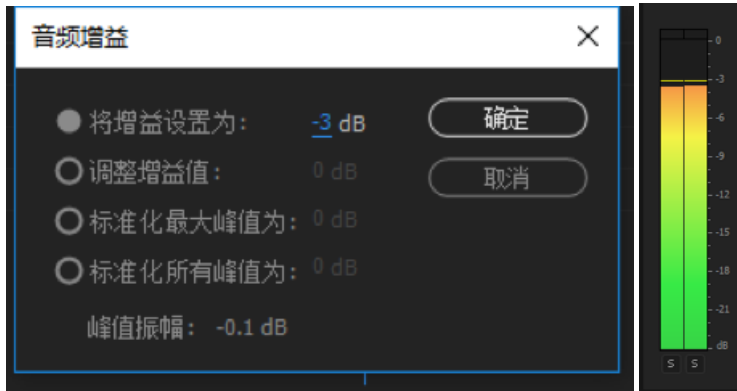 音频增益
将增益设置为: -3 dB
确定
调整增益值: 0 dB
取消
标准化最大峰值为: 0 dB
标准化所有峰值为: 0 dB
峰值振幅: -0.1 dB
0
-3
-6
-9
-12
-15
-18
-21
dB
S S